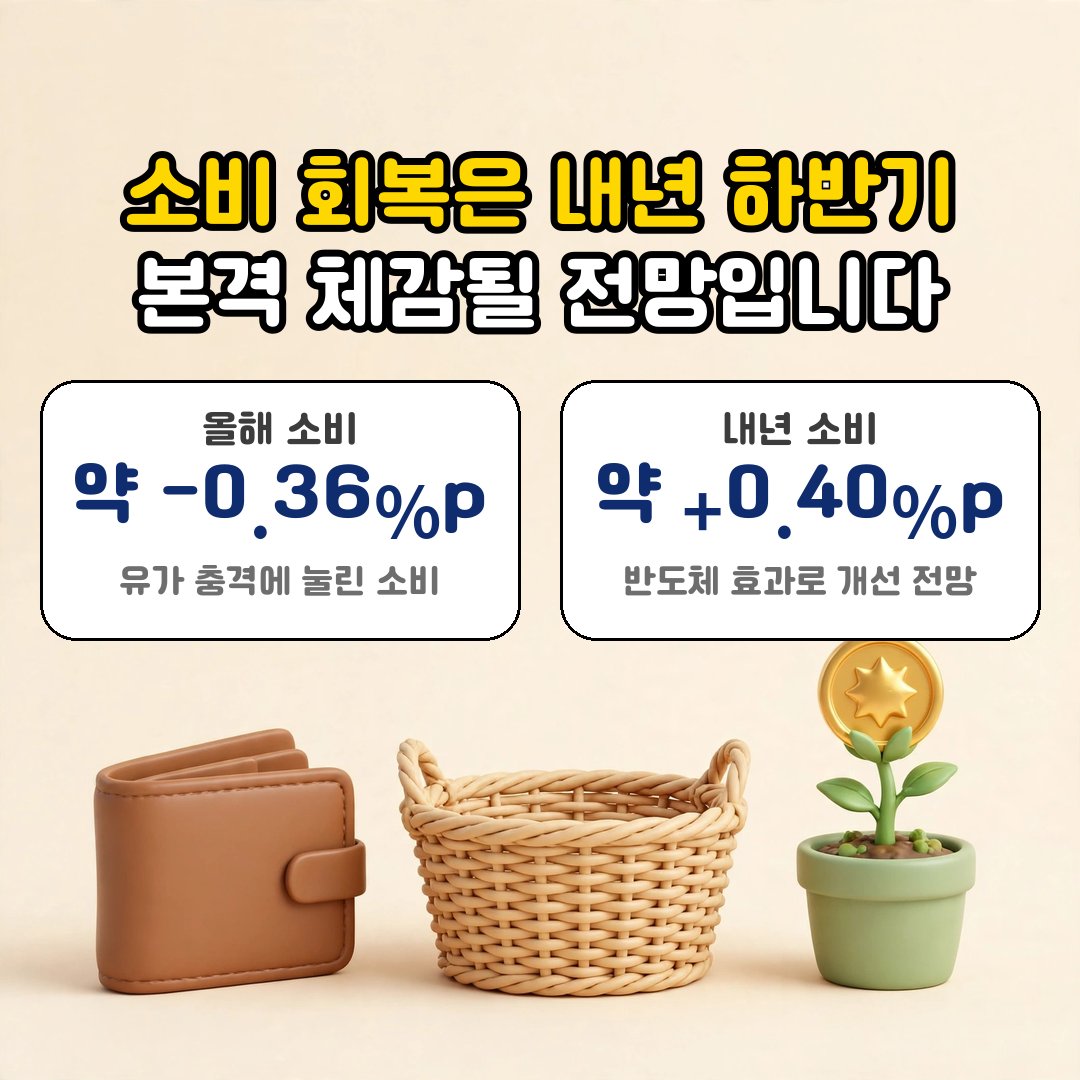 소비 회복은 내년 하반기
본격 체감될 전망입니다
올해 소비
약 -0.36%p
유가 충격에 눌린 소비
내년 소비
약 +0.40%p
반도체 효과로 개선 전망